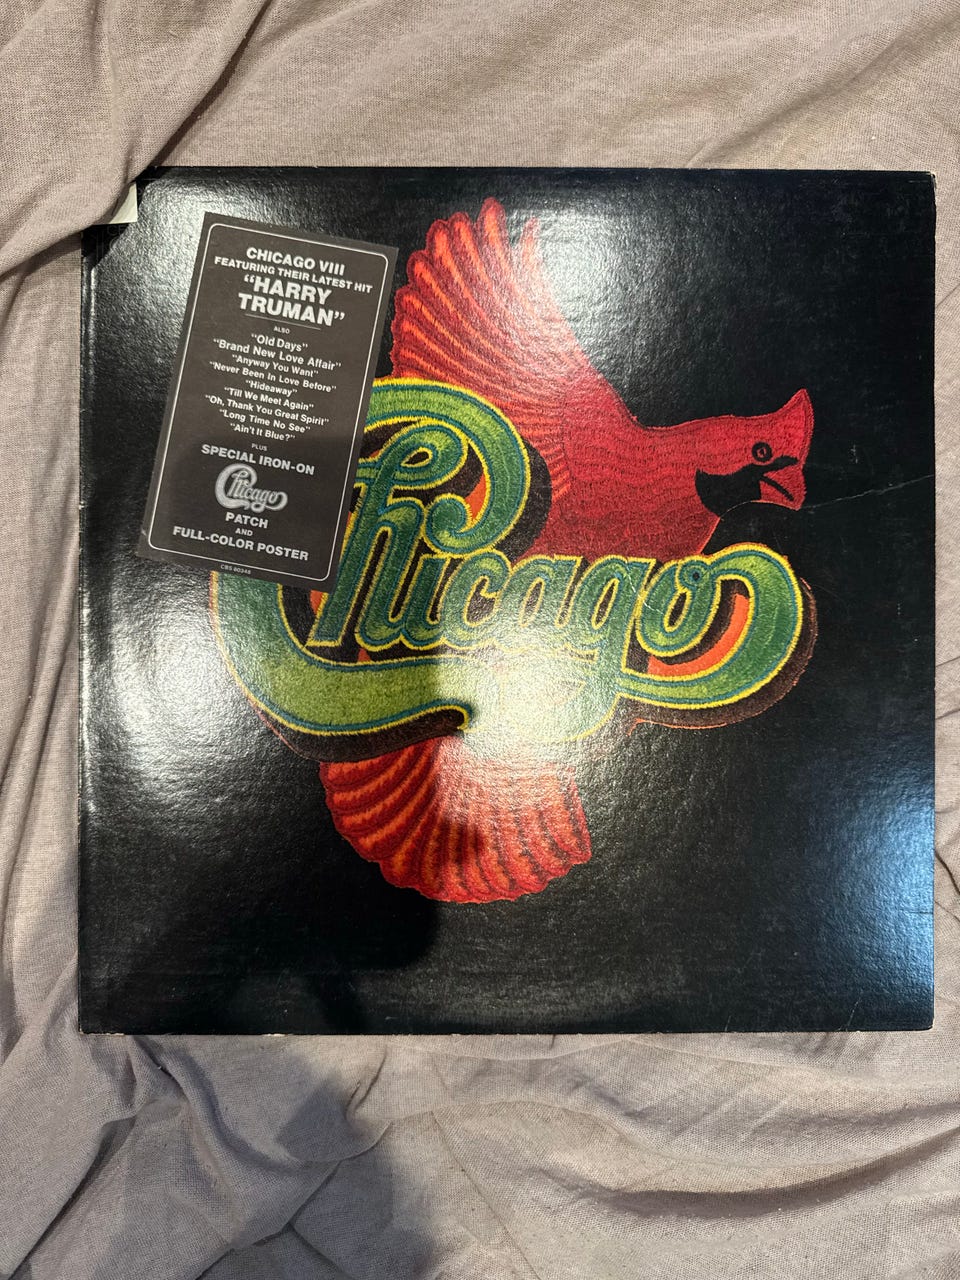 CHICAGO VIII
FEATURING THEIR LATEST HIT
"HARRY
TRUMAN"
ALSO
"Old Days"
"Brand New Love Affair"
"Anyway You Want"
"Never Been In Love Before"
"Hideaway"
"Till We Meet Again"
"Oh, Thank You Great Spirit"
"Long Time No See"
"Ain't It Blue?"
PLUS
SPECIAL IRON-ON
Chicago
PATCH
AND
FULL-COLOR POSTER
CBS 80348
Chicago